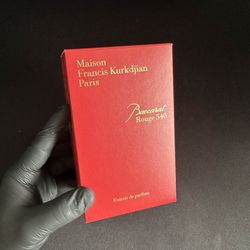 Maison
Francis Kurkdjian
Paris
Baccarat
Rouge 540
Extrait de parfum